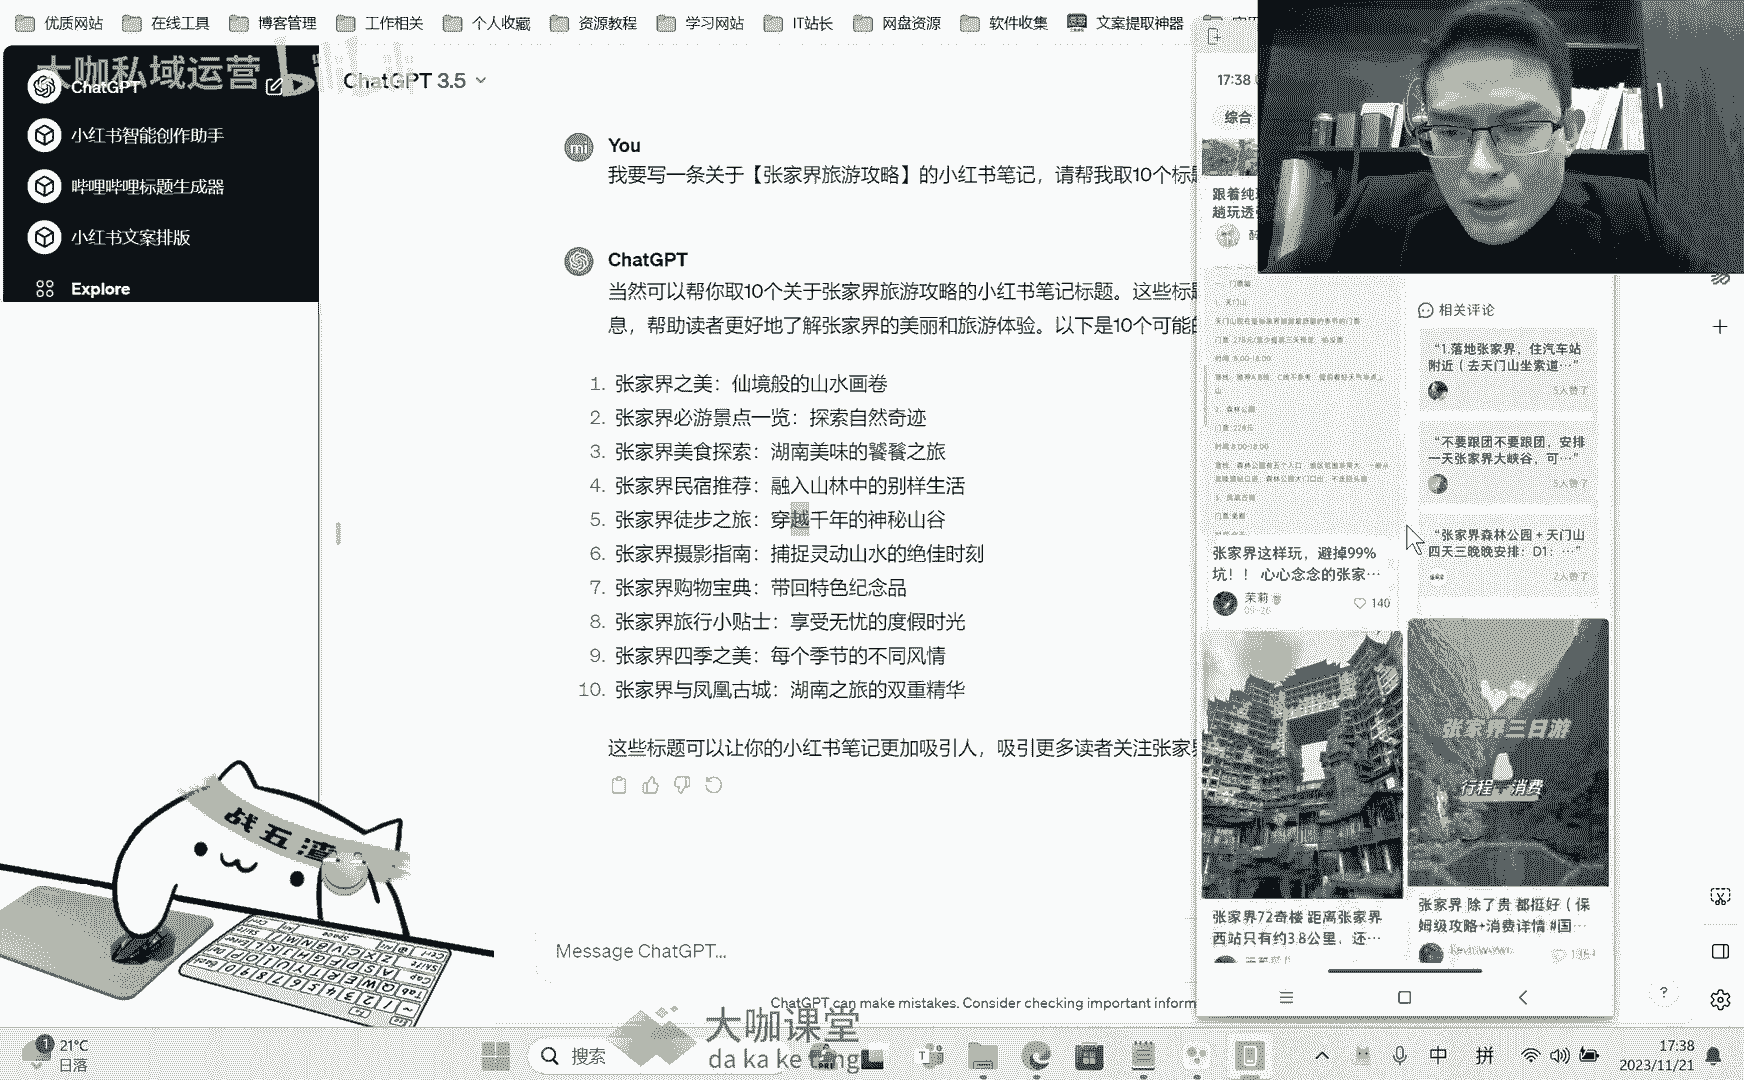 优质网站 在线工具 博客管理 工作相关 个人收藏 资源教程 学习网站 IT站长 网盘资源 软件收集 文案提取神器
大咖私域运营
ChatGPT
小红书智能创作助手
哔哩哔哩标题生成器
小红书文案排版
Explore
ChatGPT 3.5
You
我要写一条关于【张家界旅游攻略】的小红书笔记，请帮我取10个标题
ChatGPT
当然可以帮你取10个关于张家界旅游攻略的小红书笔记标题。这些标题
息，帮助读者更好地了解张家界的美丽和旅游体验。以下是10个可能的
1. 张家界之美：仙境般的山水画卷
2. 张家界必游景点一览：探索自然奇迹
3. 张家界美食探索：湖南美味的饕餮之旅
4. 张家界民宿推荐：融入山林中的别样生活
5. 张家界徒步之旅：穿越千年的神秘山谷
6. 张家界摄影指南：捕捉灵动山水的绝佳时刻
7. 张家界购物宝典：带回特色纪念品
8. 张家界旅行小贴士：享受无忧的度假时光
9. 张家界四季之美：每个季节的不同风情
10. 张家界与凤凰古城：湖南之旅的双重精华
这些标题可以让你的小红书笔记更加吸引人，吸引更多读者关注张家界
Message ChatGPT...
ChatGPT can make mistakes. Consider checking important inform
17:38
综合
跟着纯
趟玩透
相关评论
“1.落地张家界，住汽车站
附近（去天门山坐索道…”
5人赞了
“不要跟团不要跟团，安排
一天张家界大峡谷，可…”
5人赞了
“张家界森林公园+天门山
四天三晚晚安排：D1：…”
2人赞了
张家界这样玩，避掉99%
坑！！ 心心念念的张家…
茉莉
09-26
140
张家界三日游
行程+消费
张家界72奇楼 距离张家界
西站只有约3.8公里，还…
张家界 除了贵 都挺好（保
姆级攻略+消费详情 #国…
战五渣
大咖课堂
da ka ke tang
1
21°C
日落
搜索
中
拼
17:38
2023/11/21